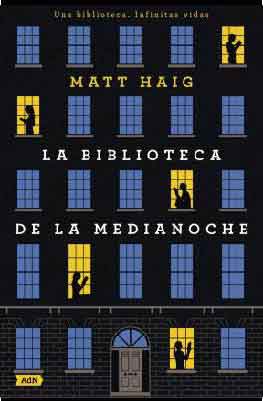 Una biblioteca. Infinitas vidas
MATT HAIG
LA BIBLIOTECA
DE LA MEDIANOCHE
AdN